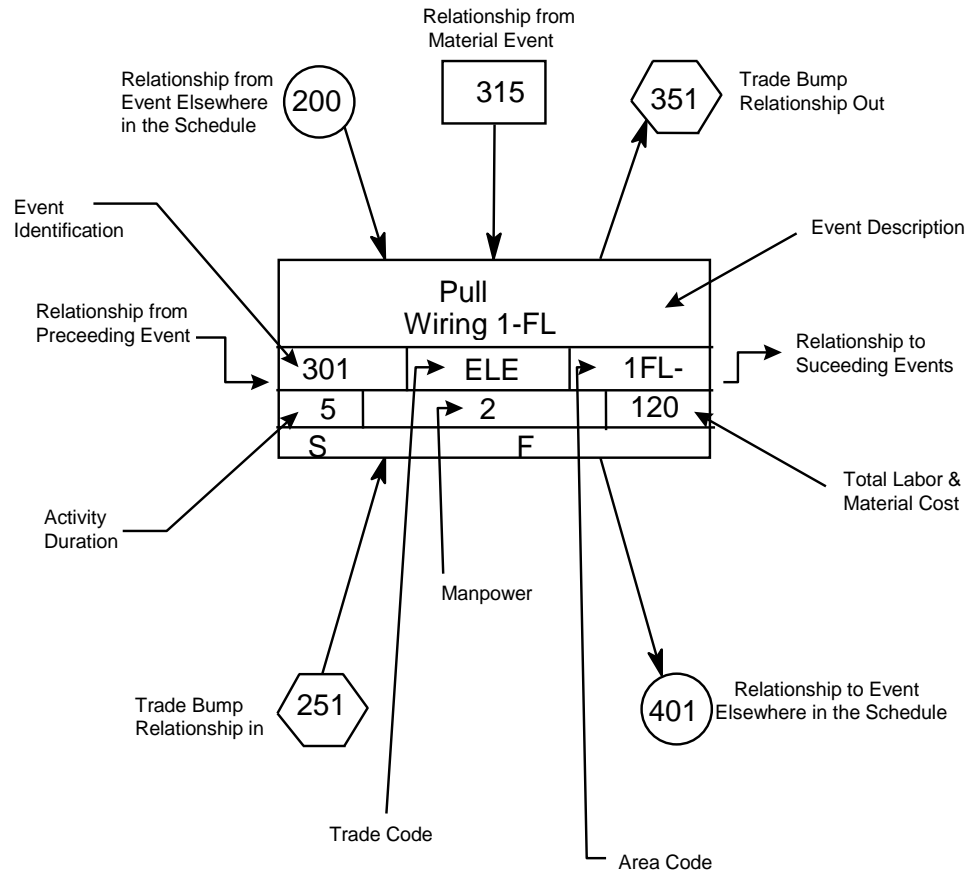 Relationship from
Material Event
315
Relationship from
Event Elsewhere
in the Schedule
200
351
Trade Bump
Relationship Out
Event
Identification
Event Description
Pull
Wiring 1-FL
Relationship from
Preceeding Event
301
ELE
1FL-
Relationship to
Suceeding Events
5
2
120
S
F
Activity
Duration
Total Labor &
Material Cost
Manpower
Trade Bump
Relationship in
251
401
Relationship to Event
Elsewhere in the Schedule
Trade Code
Area Code